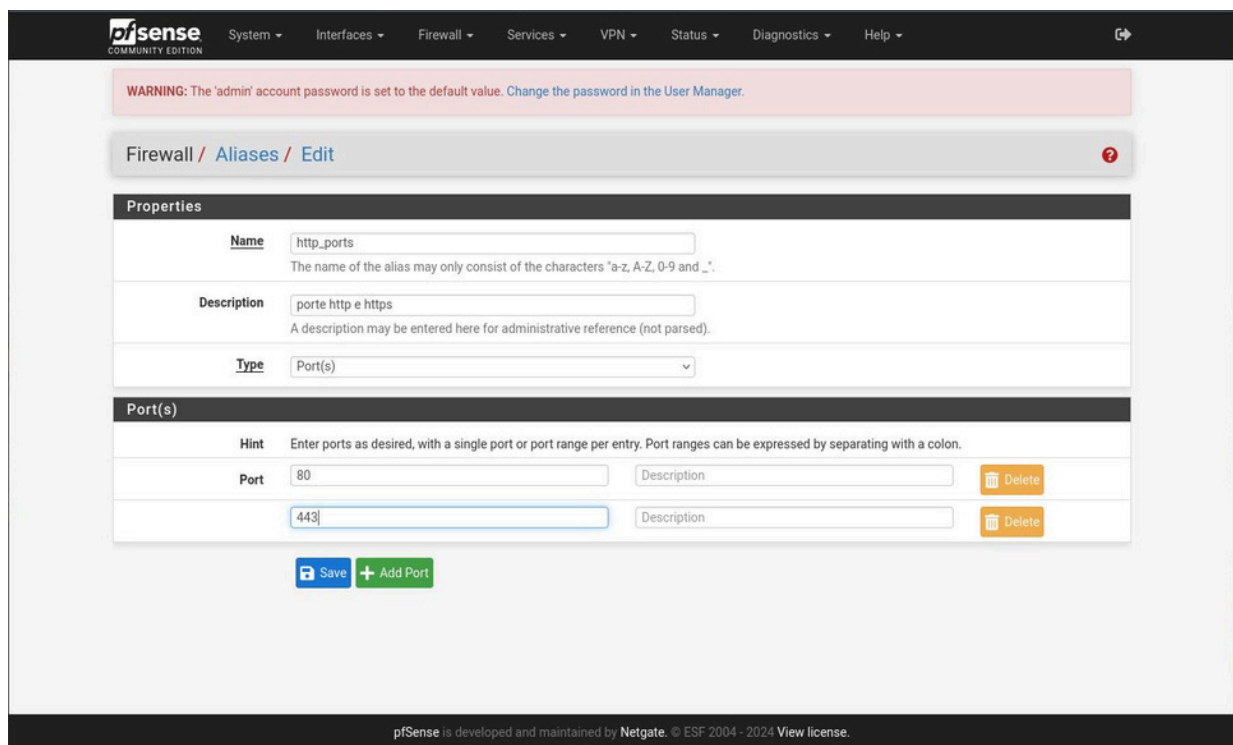 pfsense
COMMUNITY EDITION
System Interfaces Firewall Services VPN Status Diagnostics Help
WARNING: The 'admin' account password is set to the default value. Change the password in the User Manager.
Firewall / Aliases / Edit
Properties
Name http_ports
The name of the alias may only consist of the characters "a-z, A-Z, 0-9 and _".
Description porte http e https
A description may be entered here for administrative reference (not parsed).
Type Port(s)
Port(s)
Hint Enter ports as desired, with a single port or port range per entry. Port ranges can be expressed by separating with a colon.
Port 80 Description Delete
443 Description Delete
Save Add Port
pfSense is developed and maintained by Netgate. © ESF 2004 - 2024 View license.